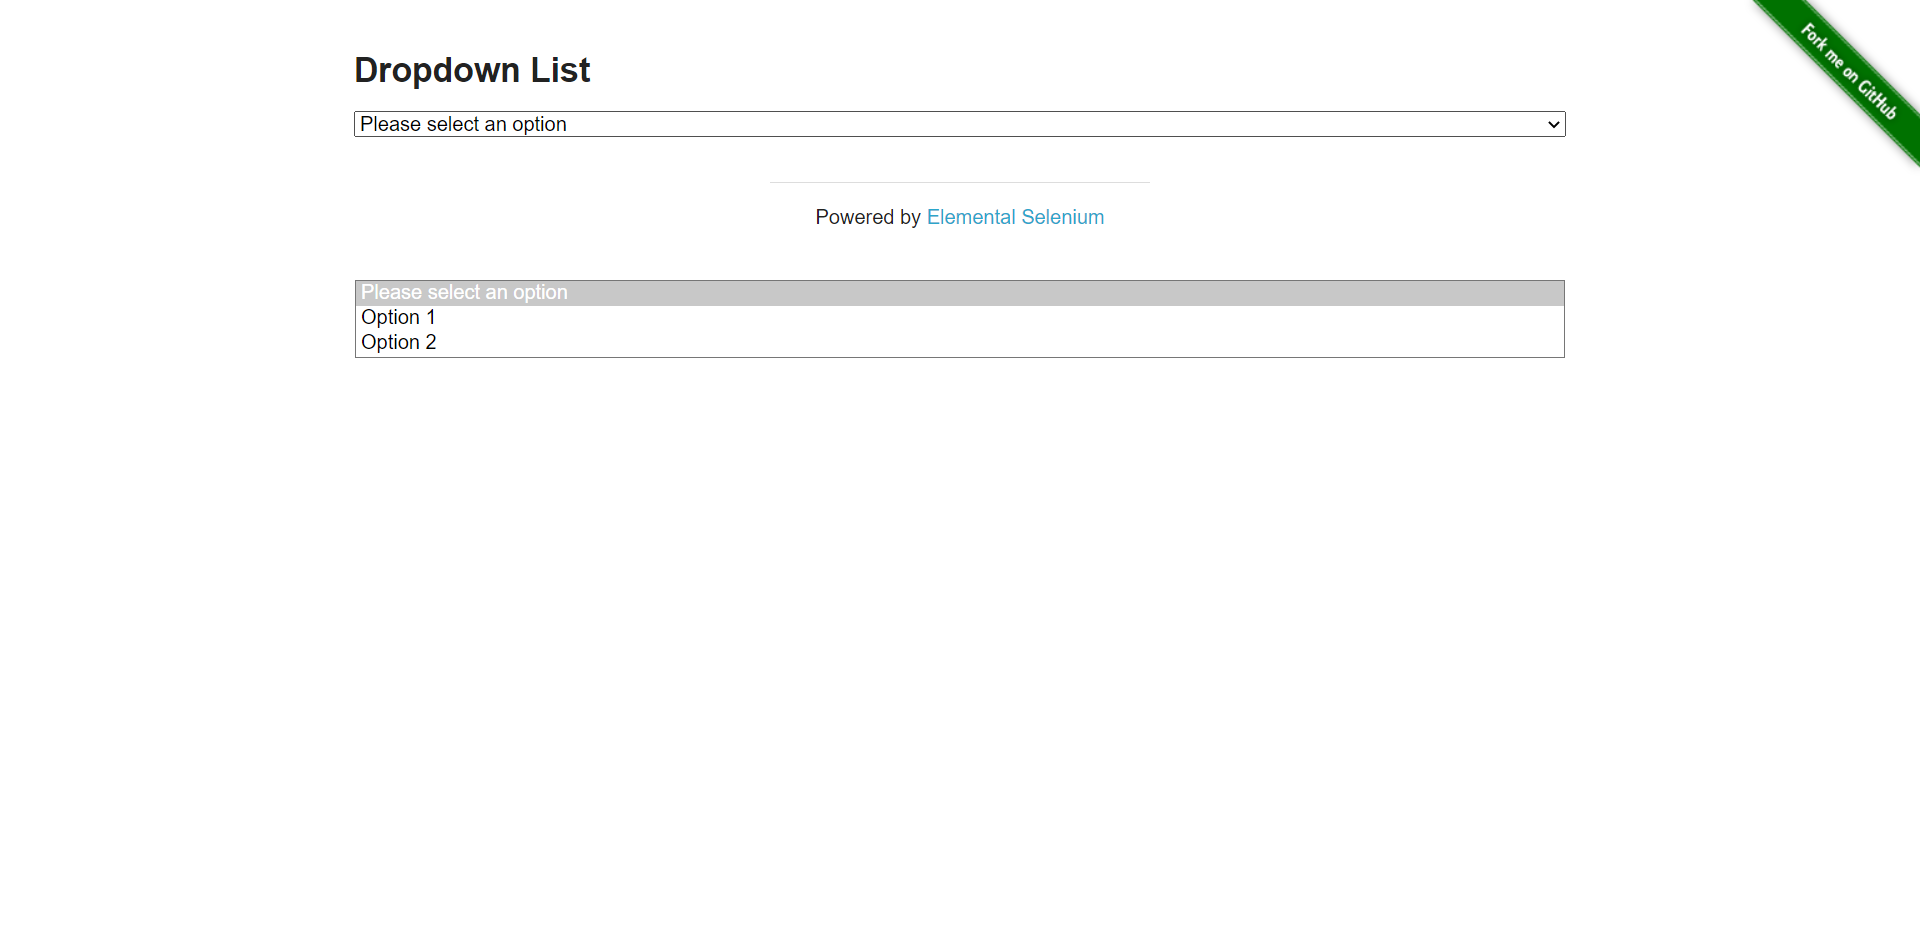 Fork me on GitHub
Dropdown List
Please select an option
Powered by Elemental Selenium
Please select an option
Option 1
Option 2